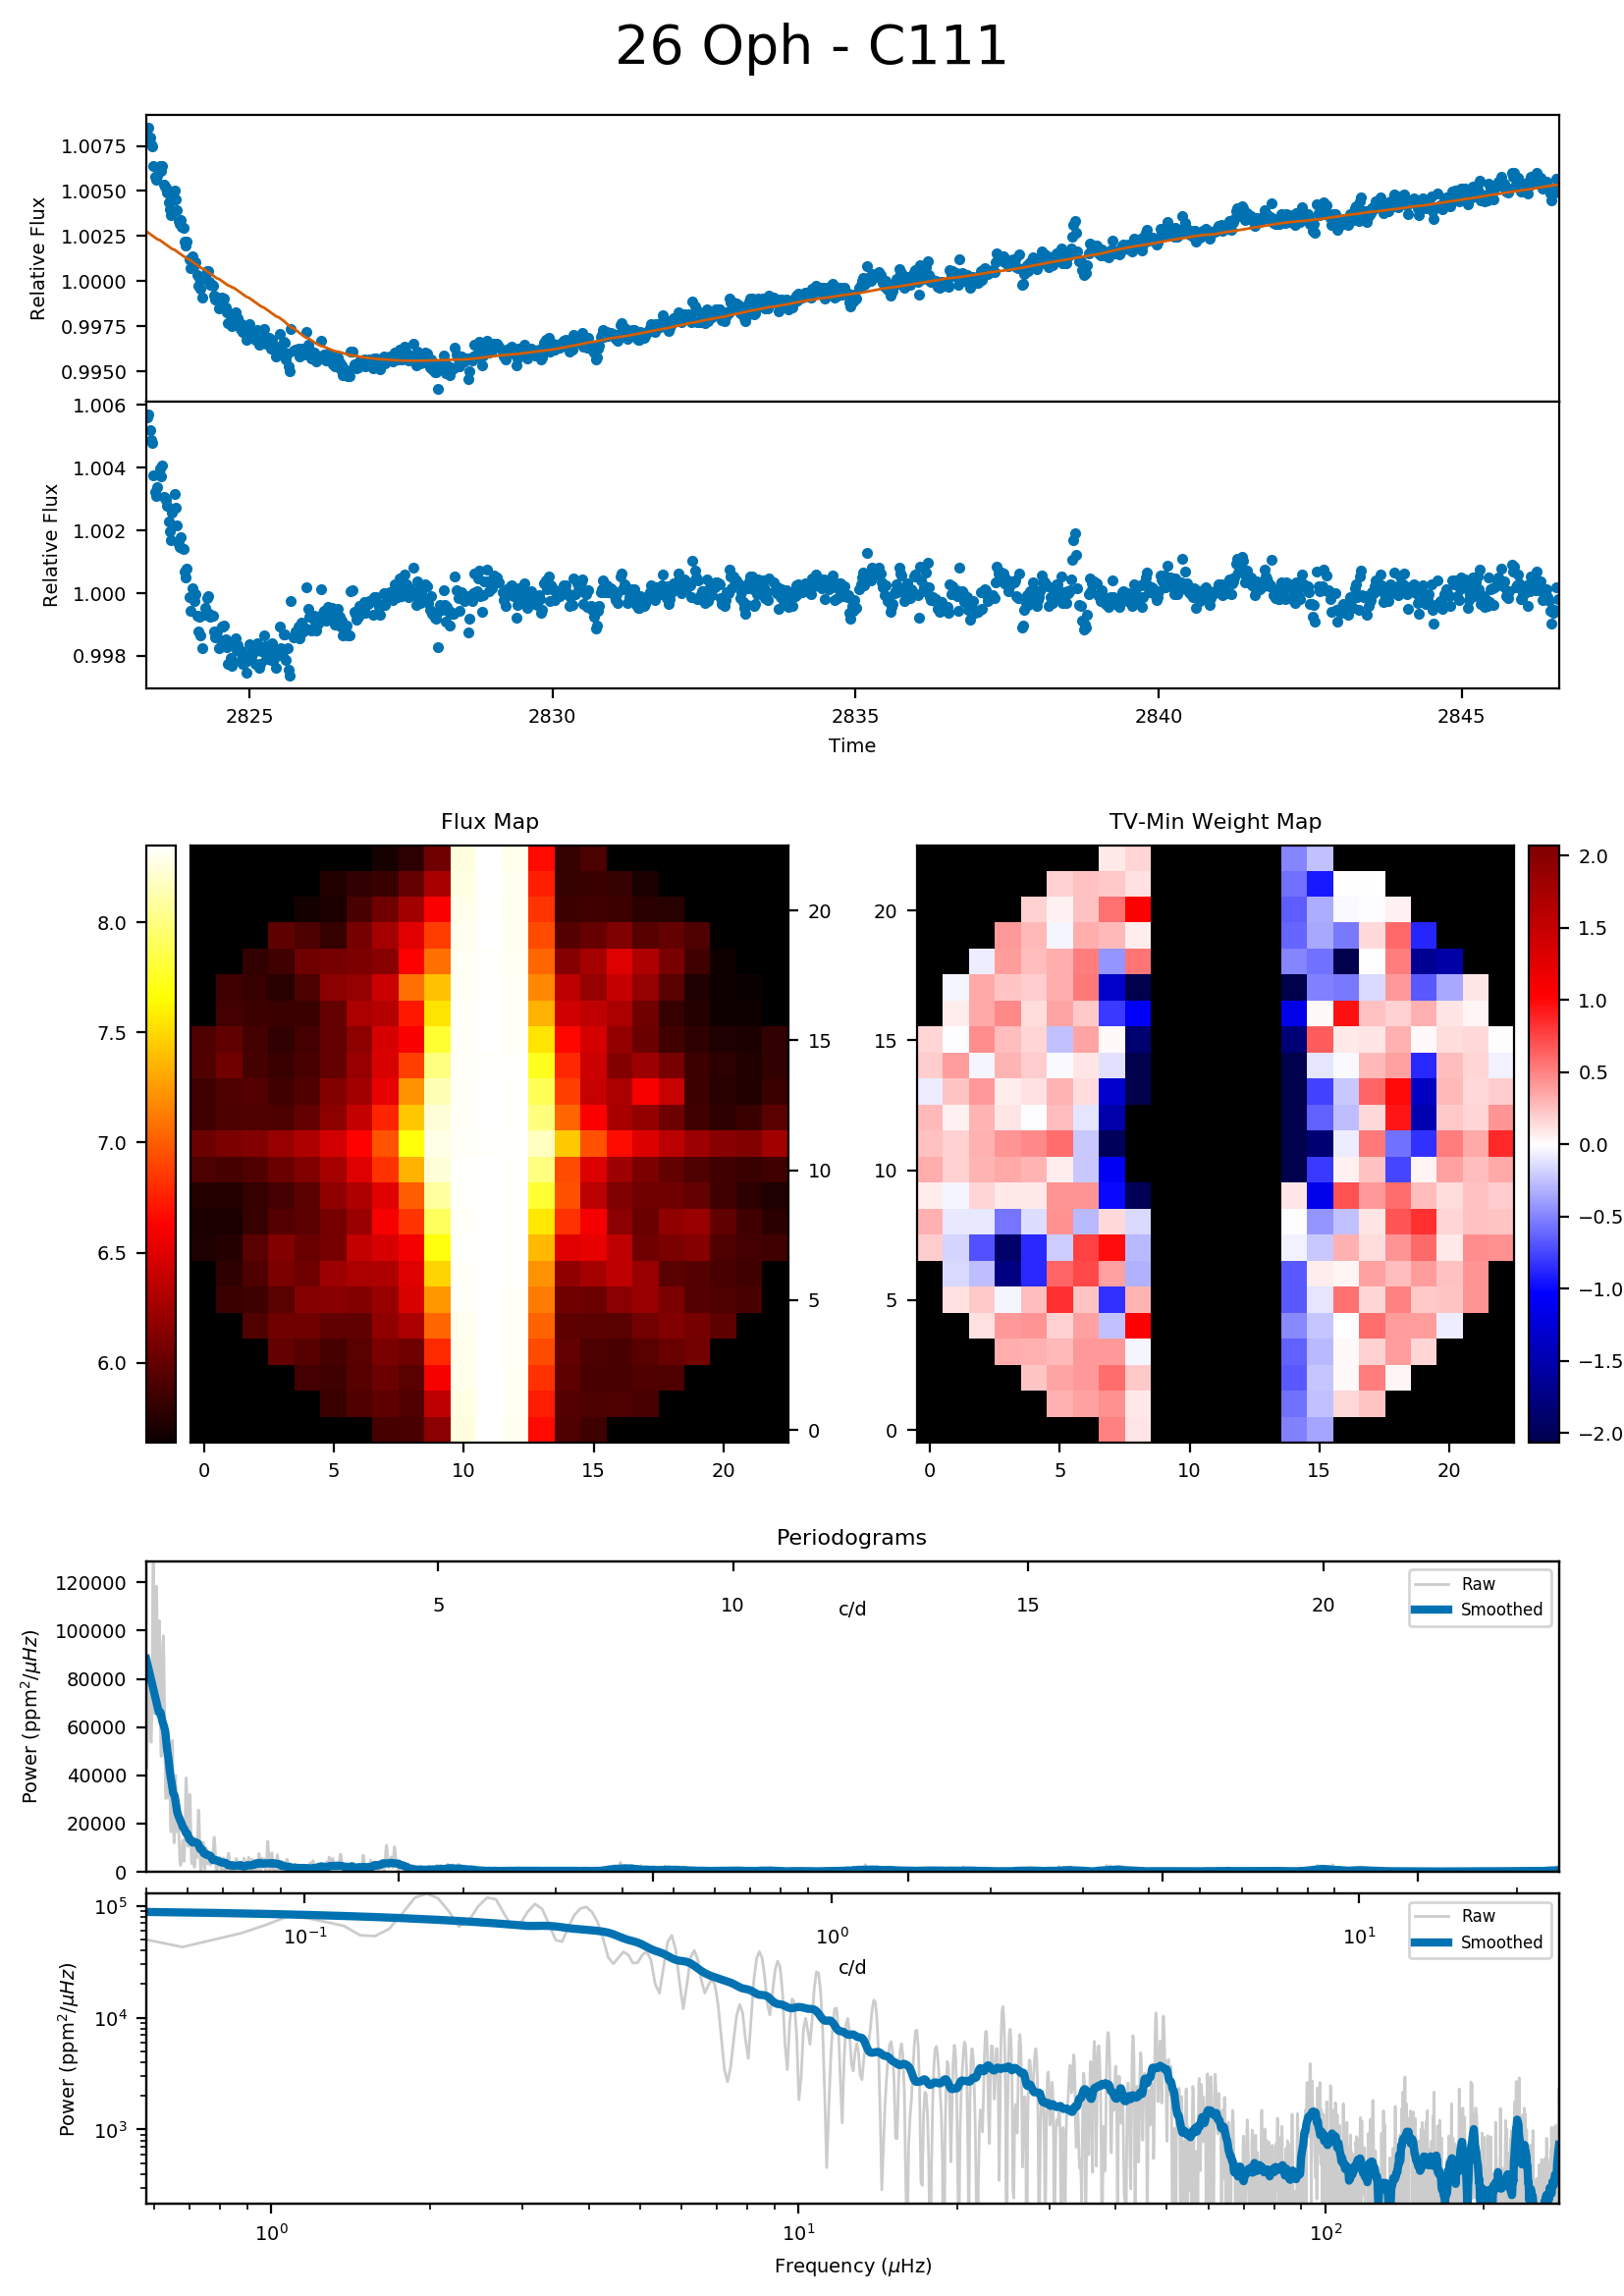 26 Oph - C111
1.0075
1.0050
1.0025
1.0000
0.9975
0.9950
Relative Flux
1.006
1.004
1.002
1.000
0.998
Relative Flux
2825 2830 2835 2840 2845
Time
Flux Map
TV-Min Weight Map
8.0
7.5
7.0
6.5
6.0
20
15
10
5
0
0 5 10 15 20
20
15
10
5
0
0 5 10 15 20
2.0
1.5
1.0
0.5
0.0
−0.5
−1.0
−1.5
−2.0
Periodograms
120000
100000
80000
60000
40000
20000
0
Power (ppm²/μHz)
5 10 15 20
c/d
Raw
Smoothed
10⁵
10⁴
10³
Power (ppm²/μHz)
10⁻¹ 10⁰ 10¹
c/d
Raw
Smoothed
10⁰ 10¹ 10²
Frequency (μHz)